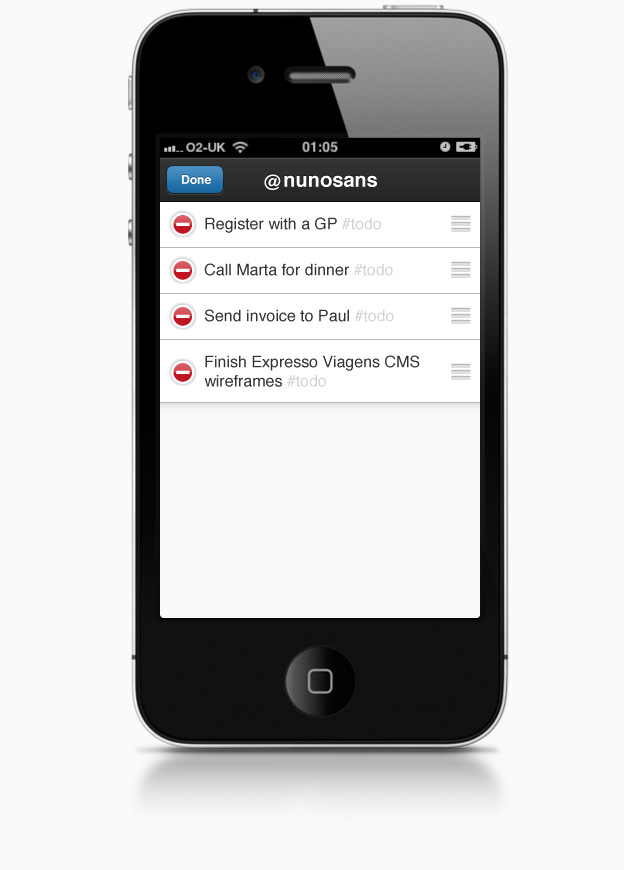 O2-UK 01:05
Done @nunosans
Register with a GP #todo
Call Marta for dinner #todo
Send invoice to Paul #todo
Finish Expresso Viagens CMS
wireframes #todo